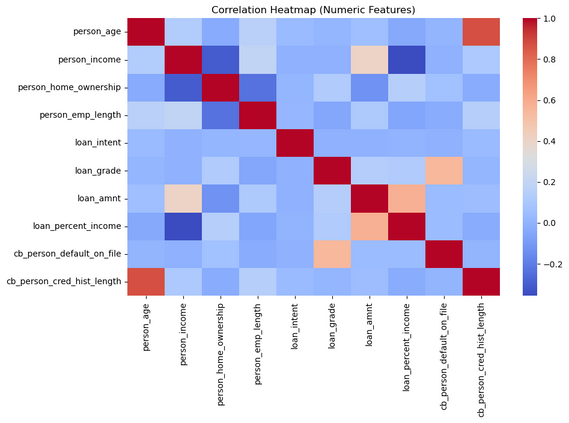 Correlation Heatmap (Numeric Features)
person_age
person_income
person_home_ownership
person_emp_length
loan_intent
loan_grade
loan_amnt
loan_percent_income
cb_person_default_on_file
cb_person_cred_hist_length
person_age
person_income
person_home_ownership
person_emp_length
loan_intent
loan_grade
loan_amnt
loan_percent_income
cb_person_default_on_file
cb_person_cred_hist_length
1.0
0.8
0.6
0.4
0.2
0.0
−0.2